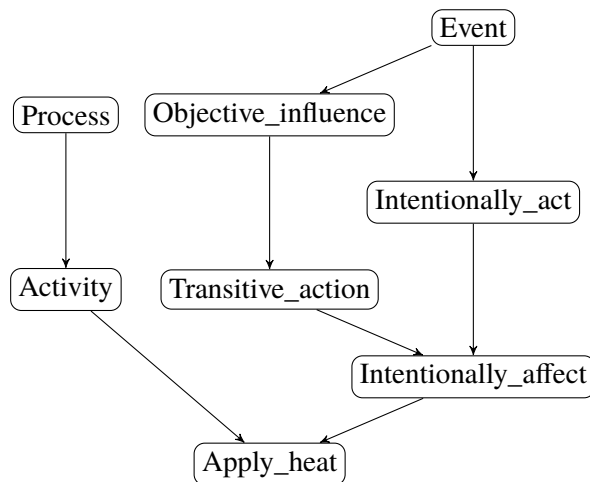 Event
Process
Objective_influence
Intentionally_act
Activity
Transitive_action
Intentionally_affect
Apply_heat